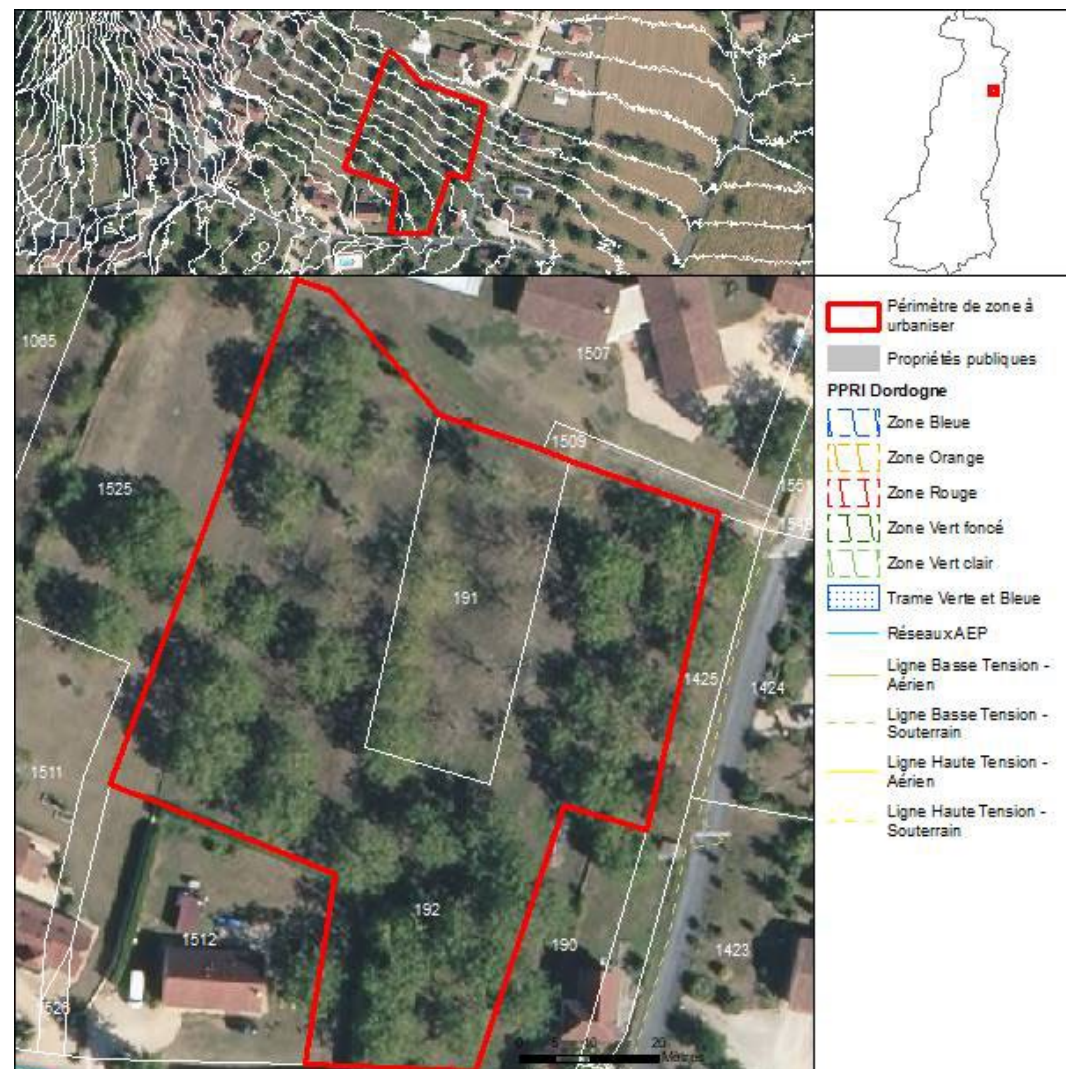 Périmètre de zone à
urbaniser
Propriétés publiques
PPRI Dordogne
Zone Bleue
Zone Orange
Zone Rouge
Zone Vert foncé
Zone Vert clair
Trame Verte et Bleue
Réseaux AEP
Ligne Basse Tension -
Aérien
Ligne Basse Tension -
Souterrain
Ligne Haute Tension -
Aérien
Ligne Haute Tension -
Souterrain
1065
1507
1509
1525
191
1425
1424
1511
192
1512
190
1423
0 5 10 20
Mètres